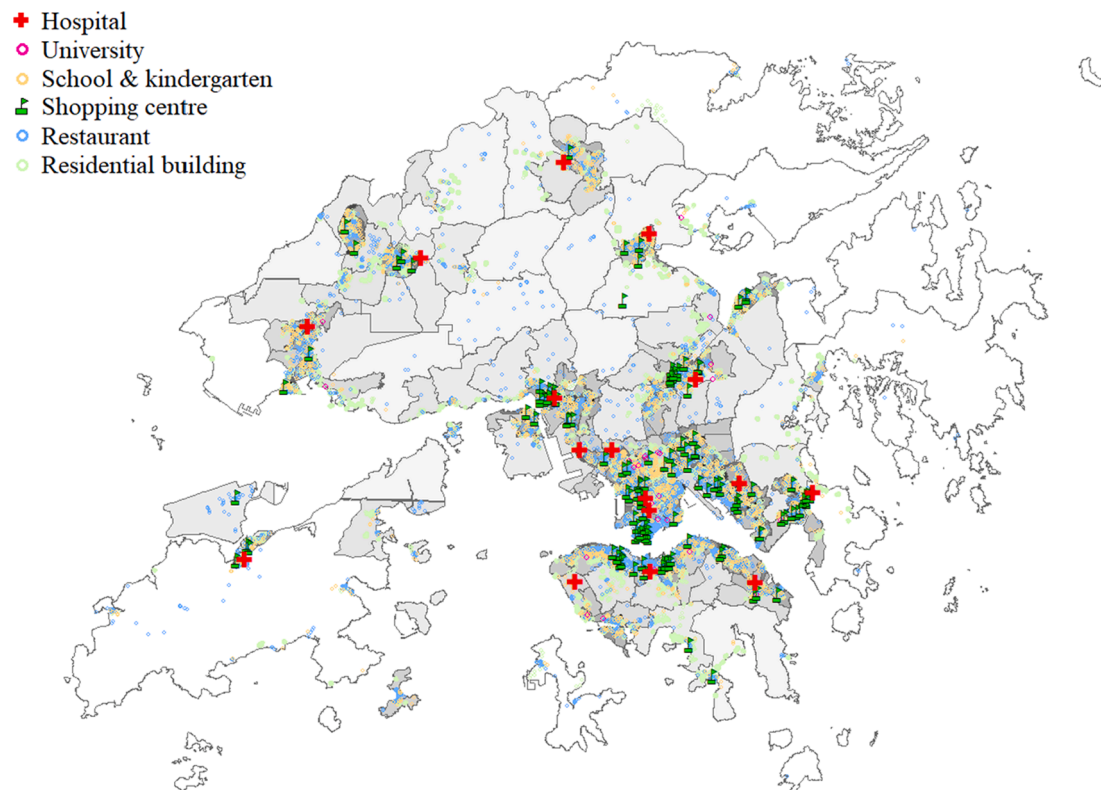 Hospital
University
School & kindergarten
Shopping centre
Restaurant
Residential building